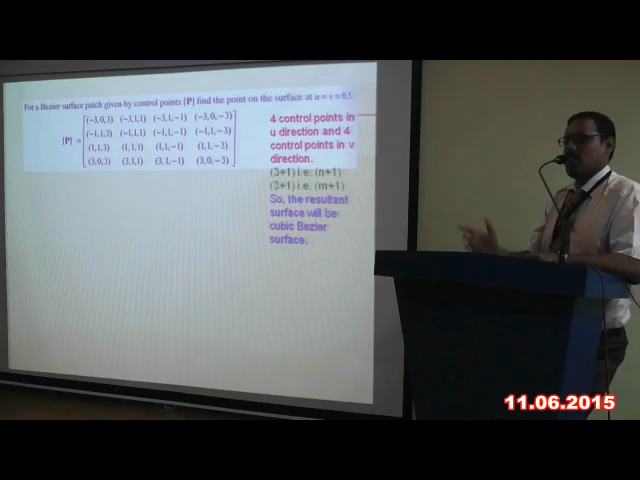 For a Bezier surface patch given by control points [P] find the point on the surface at u = v = 0.5.
(−3,0,3) (−3,1,1) (−3,1,−1) (−3,0,−3)
(−1,1,3) (−1,1,1) (−1,1,−1) (−1,1,−3)
[P] =
(1,1,3) (1,1,1) (1,1,−1) (1,1,−3)
(3,0,3) (3,1,1) (3,1,−1) (3,0,−3)
4 control points in
u direction and 4
control points in v
direction.
(3+1) i.e. (n+1)
(3+1) i.e. (m+1)
So, the resultant
surface will be
cubic Bezier
surface.
11.06.2015